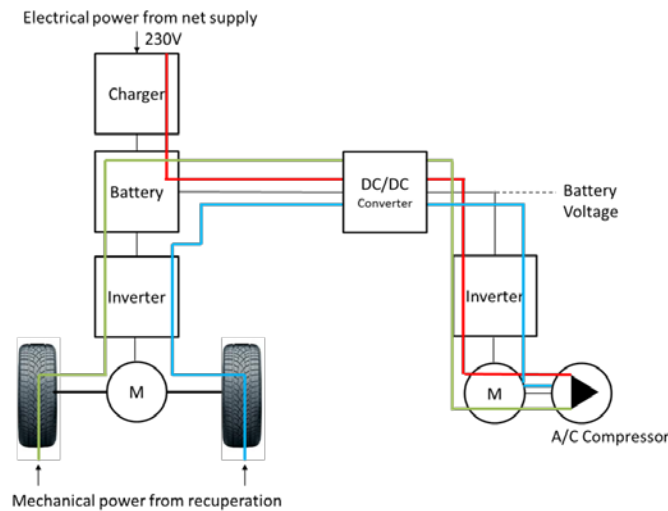 Electrical power from net supply
230V
Charger
Battery
DC/DC
Converter
Battery
Voltage
Inverter
Inverter
M
M
A/C Compressor
Mechanical power from recuperation